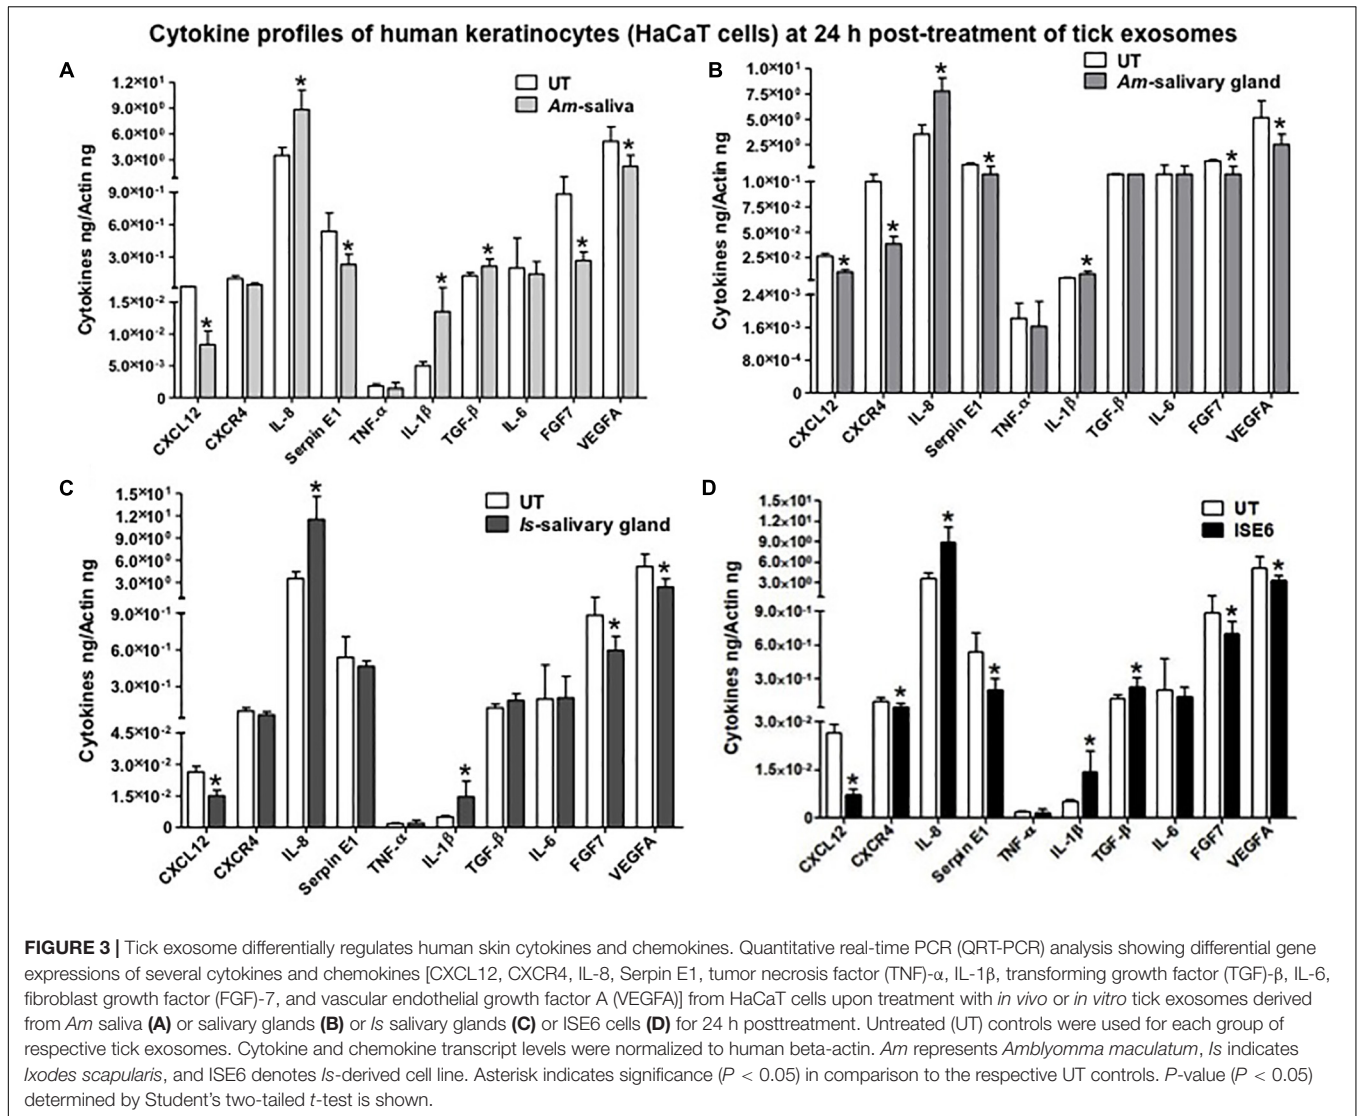 Cytokine profiles of human keratinocytes (HaCaT cells) at 24 h post-treatment of tick exosomes
A
Cytokines ng/Actin ng
1.2×10¹
9.0×10⁰
6.0×10⁰
3.0×10⁰
9.0×10⁻¹
6.0×10⁻¹
3.0×10⁻¹
1.5×10⁻²
1.0×10⁻²
5.0×10⁻³
0
UT
Am-saliva
* * * * * * * 
CXCL12 CXCR4 IL-8 Serpin E1 TNF-α IL-1β TGF-β IL-6 FGF7 VEGFA
B
Cytokines ng/Actin ng
1.0×10¹
7.5×10⁰
5.0×10⁰
2.5×10⁰
1.0×10⁻¹
7.5×10⁻²
5.0×10⁻²
2.5×10⁻²
2.4×10⁻³
1.6×10⁻³
8.0×10⁻⁴
0
UT
Am-salivary gland
* * * * * * *
CXCL12 CXCR4 IL-8 Serpin E1 TNF-α IL-1β TGF-β IL-6 FGF7 VEGFA
C
Cytokines ng/Actin ng
1.5×10¹
1.2×10¹
9.0×10⁰
6.0×10⁰
3.0×10⁰
9.0×10⁻¹
6.0×10⁻¹
3.0×10⁻¹
4.5×10⁻²
3.0×10⁻²
1.5×10⁻²
0
UT
Is-salivary gland
* * * * *
CXCL12 CXCR4 IL-8 Serpin E1 TNF-α IL-1β TGF-β IL-6 FGF7 VEGFA
D
Cytokines ng/Actin ng
1.5×10¹
1.2×10¹
9.0×10⁰
6.0×10⁰
3.0×10⁰
9.0×10⁻¹
6.0×10⁻¹
3.0×10⁻¹
3.0×10⁻²
1.5×10⁻²
0
UT
ISE6
* * * * * * * *
CXCL12 CXCR4 IL-8 Serpin E1 TNF-α IL-1β TGF-β IL-6 FGF7 VEGFA
FIGURE 3 | Tick exosome differentially regulates human skin cytokines and chemokines. Quantitative real-time PCR (QRT-PCR) analysis showing differential gene
expressions of several cytokines and chemokines [CXCL12, CXCR4, IL-8, Serpin E1, tumor necrosis factor (TNF)-α, IL-1β, transforming growth factor (TGF)-β, IL-6,
fibroblast growth factor (FGF)-7, and vascular endothelial growth factor A (VEGFA)] from HaCaT cells upon treatment with in vivo or in vitro tick exosomes derived
from Am saliva (A) or salivary glands (B) or Is salivary glands (C) or ISE6 cells (D) for 24 h posttreatment. Untreated (UT) controls were used for each group of
respective tick exosomes. Cytokine and chemokine transcript levels were normalized to human beta-actin. Am represents Amblyomma maculatum, Is indicates
Ixodes scapularis, and ISE6 denotes Is-derived cell line. Asterisk indicates significance (P < 0.05) in comparison to the respective UT controls. P-value (P < 0.05)
determined by Student's two-tailed t-test is shown.